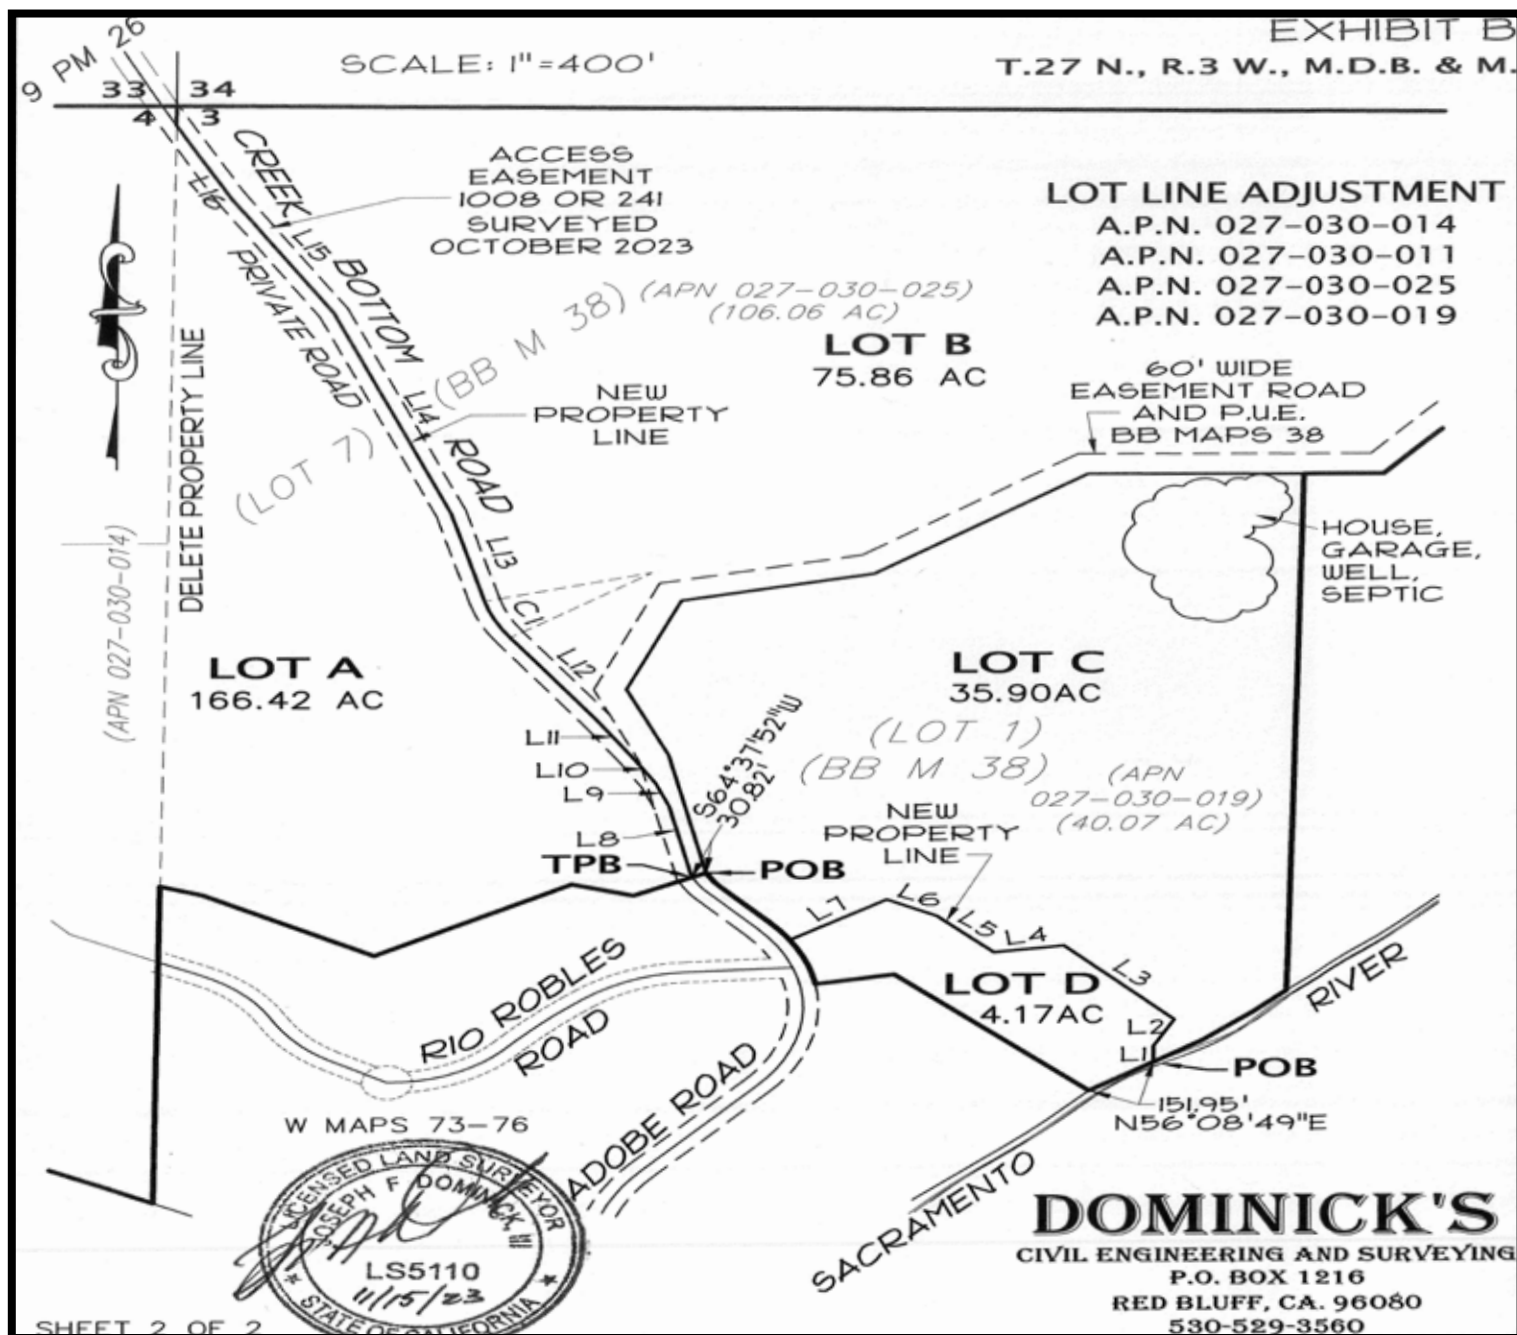 EXHIBIT B
T.27 N., R.3 W., M.D.B. & M.
SCALE: 1"=400'
9 PM 26
33
34
4
3
CREEK BOTTOM ROAD
PRIVATE ROAD
L16
L15
L14
L13
C11
L12
ACCESS
EASEMENT
1008 OR 241
SURVEYED
OCTOBER 2023
LOT LINE ADJUSTMENT
A.P.N. 027-030-014
A.P.N. 027-030-011
A.P.N. 027-030-025
A.P.N. 027-030-019
(APN 027-030-025)
(106.06 AC)
(LOT 7) (BB M 38)
LOT B
75.86 AC
NEW
PROPERTY
LINE
60' WIDE
EASEMENT ROAD
AND P.U.E.
BB MAPS 38
DELETE PROPERTY LINE
(APN 027-030-014)
HOUSE,
GARAGE,
WELL,
SEPTIC
LOT A
166.42 AC
LOT C
35.90AC
(LOT 1)
(BB M 38)
(APN
027-030-019)
(40.07 AC)
L11
L10
L9
L8
S64°37'52"W
30.82'
TPB
POB
NEW
PROPERTY
LINE
L7
L6
L5
L4
L3
L2
L1
LOT D
4.17AC
POB
151.95'
N56°08'49"E
RIO ROBLES
ROAD
ADOBE ROAD
SACRAMENTO
RIVER
W MAPS 73-76
LICENSED LAND SURVEYOR
JOSEPH F DOMINICK III
LS5110
11/15/23
STATE OF CALIFORNIA
DOMINICK'S
CIVIL ENGINEERING AND SURVEYING
P.O. BOX 1216
RED BLUFF, CA. 96080
530-529-3560
SHEET 2 OF 2